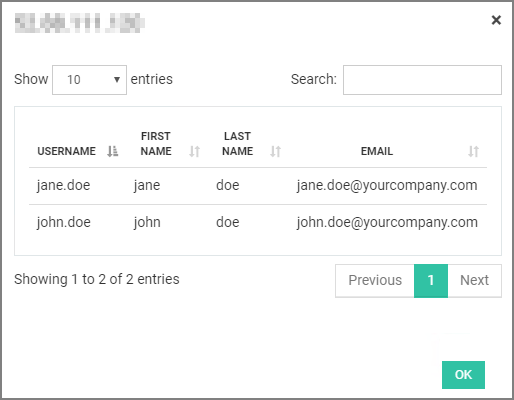 ×
Show 10 entries Search:
USERNAME FIRST NAME LAST NAME EMAIL
jane.doe jane doe jane.doe@yourcompany.com
john.doe john doe john.doe@yourcompany.com
Showing 1 to 2 of 2 entries Previous 1 Next
OK